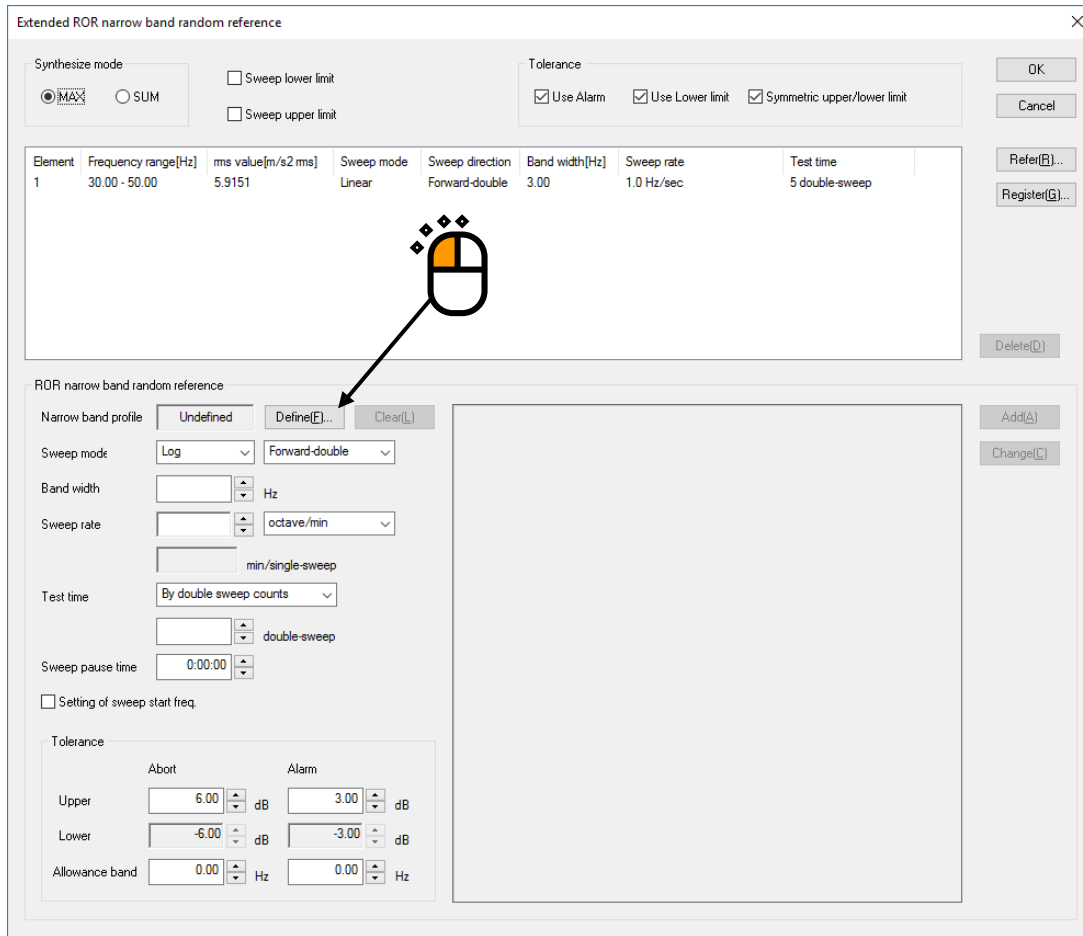 Extended ROR narrow band random reference
Synthesize mode
MAX
SUM
Sweep lower limit
Sweep upper limit
Tolerance
Use Alarm
Use Lower limit
Symmetric upper/lower limit
OK
Cancel
Element Frequency range[Hz] rms value[m/s2 rms] Sweep mode Sweep direction Band width[Hz] Sweep rate Test time
1 30.00 - 50.00 5.9151 Linear Forward-double 3.00 1.0 Hz/sec 5 double-sweep
Refer(R)...
Register(G)...
Delete(D)
ROR narrow band random reference
Narrow band profile Undefined Define(F)... Clear(L)
Sweep mode Log Forward-double
Band width Hz
Sweep rate octave/min
min/single-sweep
Test time By double sweep counts
double-sweep
Sweep pause time 0:00:00
Setting of sweep start freq.
Add(A)
Change(C)
Tolerance
Abort Alarm
Upper 6.00 dB 3.00 dB
Lower -6.00 dB -3.00 dB
Allowance band 0.00 Hz 0.00 Hz